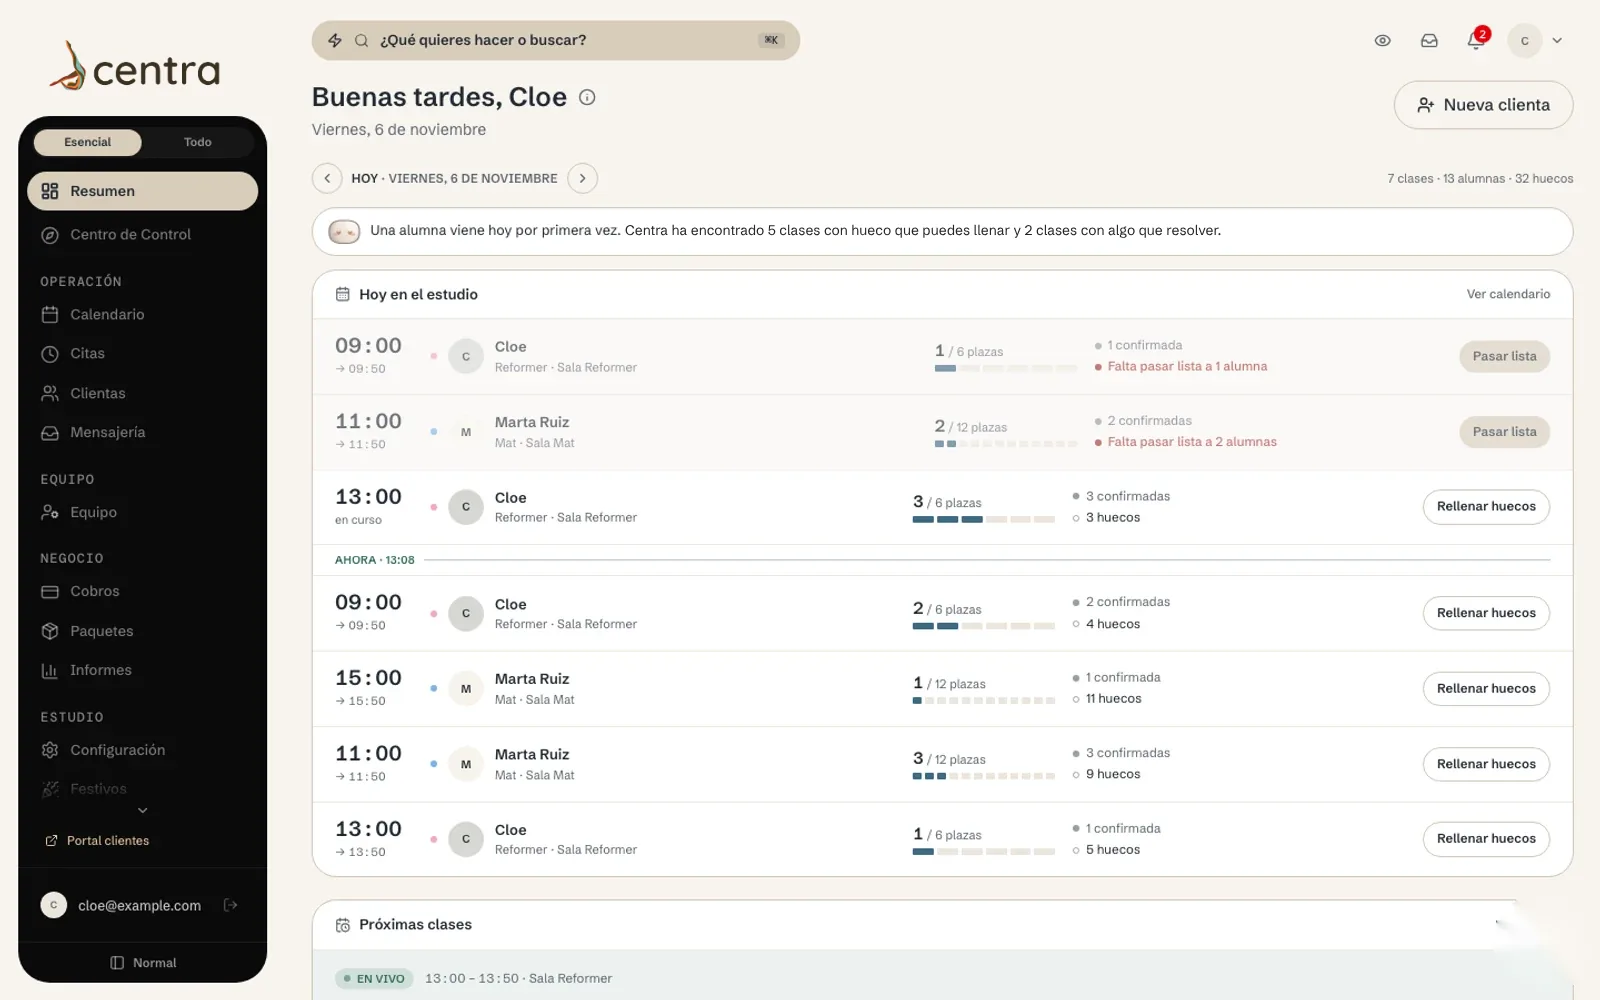 centra
Esencial
Todo
Resumen
Centro de Control
OPERACIÓN
Calendario
Citas
Clientas
Mensajería
EQUIPO
Equipo
NEGOCIO
Cobros
Paquetes
Informes
ESTUDIO
Configuración
Festivos
Portal clientes
C cloe@example.com
Normal
¿Qué quieres hacer o buscar? ⌘K
2
C
Buenas tardes, Cloe
Viernes, 6 de noviembre
Nueva clienta
HOY · VIERNES, 6 DE NOVIEMBRE
7 clases · 13 alumnas · 32 huecos
Una alumna viene hoy por primera vez. Centra ha encontrado 5 clases con hueco que puedes llenar y 2 clases con algo que resolver.
Hoy en el estudio
Ver calendario
09:00
→ 09:50
C
Cloe
Reformer · Sala Reformer
1 / 6 plazas
1 confirmada
Falta pasar lista a 1 alumna
Pasar lista
11:00
→ 11:50
M
Marta Ruiz
Mat · Sala Mat
2 / 12 plazas
2 confirmadas
Falta pasar lista a 2 alumnas
Pasar lista
13:00
en curso
C
Cloe
Reformer · Sala Reformer
3 / 6 plazas
3 confirmadas
3 huecos
Rellenar huecos
AHORA · 13:08
09:00
→ 09:50
C
Cloe
Reformer · Sala Reformer
2 / 6 plazas
2 confirmadas
4 huecos
Rellenar huecos
15:00
→ 15:50
M
Marta Ruiz
Mat · Sala Mat
1 / 12 plazas
1 confirmada
11 huecos
Rellenar huecos
11:00
→ 11:50
M
Marta Ruiz
Mat · Sala Mat
3 / 12 plazas
3 confirmadas
9 huecos
Rellenar huecos
13:00
→ 13:50
C
Cloe
Reformer · Sala Reformer
1 / 6 plazas
1 confirmada
5 huecos
Rellenar huecos
Próximas clases
EN VIVO
13:00 – 13:50 · Sala Reformer